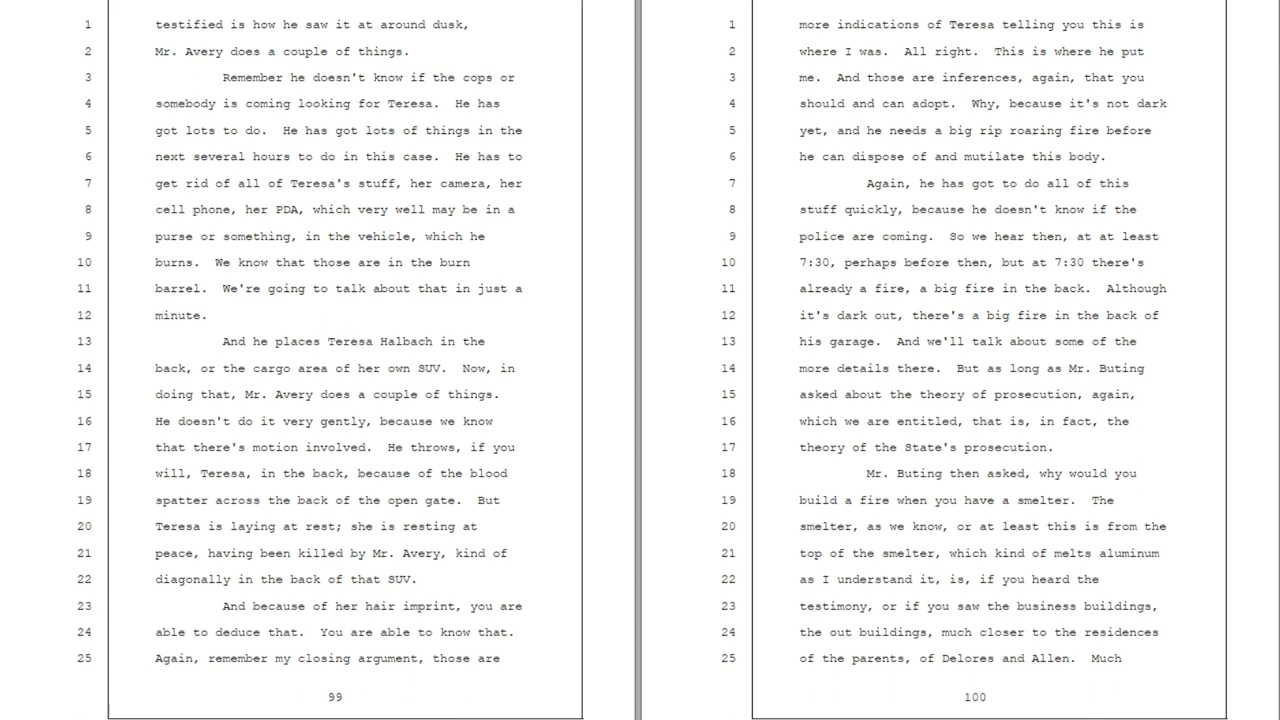 1 testified is how he saw it at around dusk,
2 Mr. Avery does a couple of things.
3 Remember he doesn't know if the cops or
4 somebody is coming looking for Teresa. He has
5 got lots to do. He has got lots of things in the
6 next several hours to do in this case. He has to
7 get rid of all of Teresa's stuff, her camera, her
8 cell phone, her PDA, which very well may be in a
9 purse or something, in the vehicle, which he
10 burns. We know that those are in the burn
11 barrel. We're going to talk about that in just a
12 minute.
13 And he places Teresa Halbach in the
14 back, or the cargo area of her own SUV. Now, in
15 doing that, Mr. Avery does a couple of things.
16 He doesn't do it very gently, because we know
17 that there's motion involved. He throws, if you
18 will, Teresa, in the back, because of the blood
19 spatter across the back of the open gate. But
20 Teresa is laying at rest; she is resting at
21 peace, having been killed by Mr. Avery, kind of
22 diagonally in the back of that SUV.
23 And because of her hair imprint, you are
24 able to deduce that. You are able to know that.
25 Again, remember my closing argument, those are
99
1 more indications of Teresa telling you this is
2 where I was. All right. This is where he put
3 me. And those are inferences, again, that you
4 should and can adopt. Why, because it's not dark
5 yet, and he needs a big rip roaring fire before
6 he can dispose of and mutilate this body.
7 Again, he has got to do all of this
8 stuff quickly, because he doesn't know if the
9 police are coming. So we hear then, at at least
10 7:30, perhaps before then, but at 7:30 there's
11 already a fire, a big fire in the back. Although
12 it's dark out, there's a big fire in the back of
13 his garage. And we'll talk about some of the
14 more details there. But as long as Mr. Buting
15 asked about the theory of prosecution, again,
16 which we are entitled, that is, in fact, the
17 theory of the State's prosecution.
18 Mr. Buting then asked, why would you
19 build a fire when you have a smelter. The
20 smelter, as we know, or at least this is from the
21 top of the smelter, which kind of melts aluminum
22 as I understand it, is, if you heard the
23 testimony, or if you saw the business buildings,
24 the out buildings, much closer to the residences
25 of the parents, of Delores and Allen. Much
100